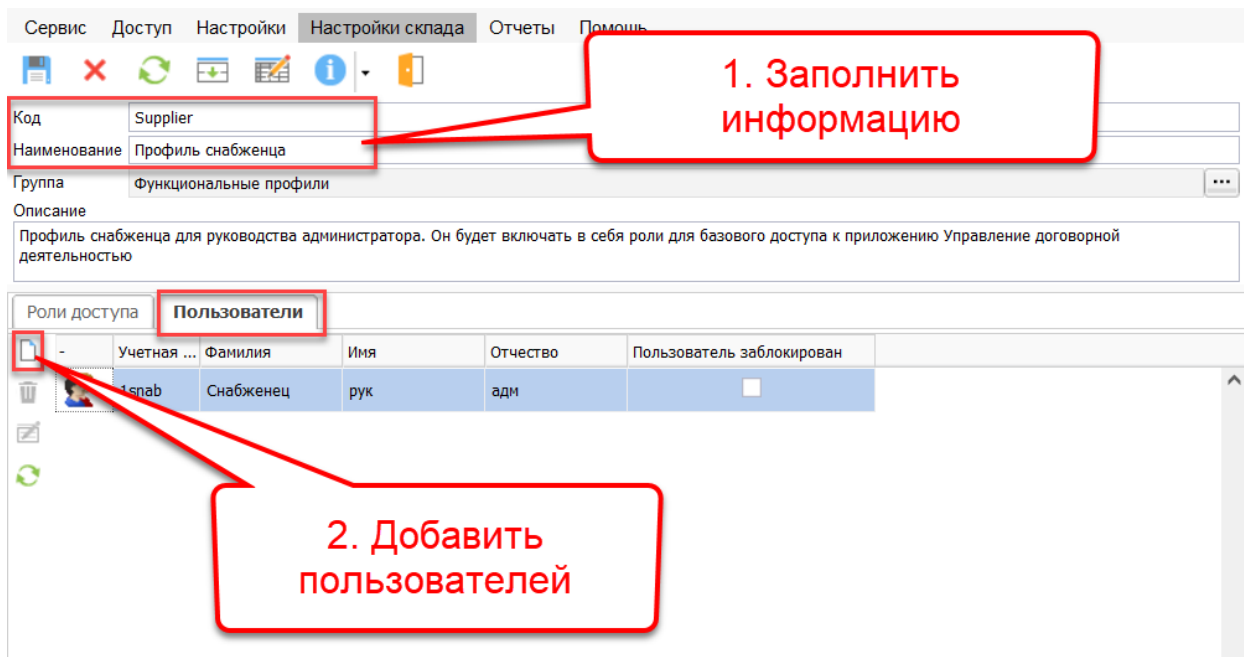 Сервис Доступ Настройки Настройки склада Отчеты Помощь
1. Заполнить
информацию
Код Supplier
Наименование Профиль снабженца
Группа Функциональные профили
Описание
Профиль снабженца для руководства администратора. Он будет включать в себя роли для базового доступа к приложению Управление договорной
деятельностью
Роли доступа Пользователи
- Учетная ... Фамилия Имя Отчество Пользователь заблокирован
1snab Снабженец рук адм
2. Добавить
пользователей